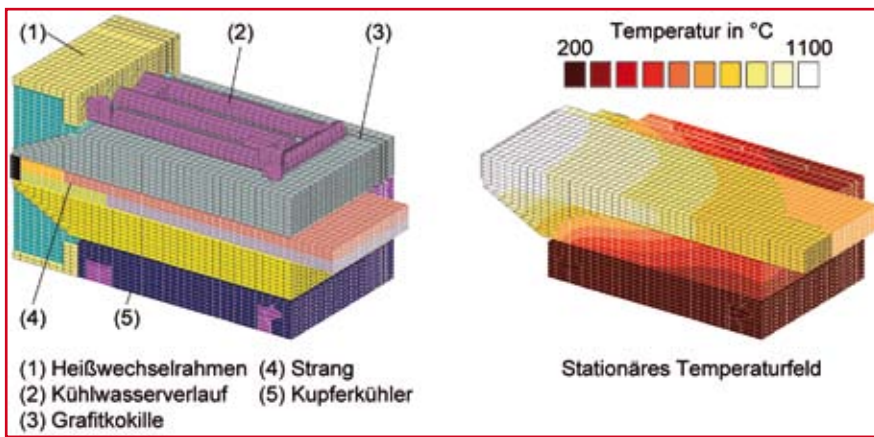 (1)
(2)
(3)
(4)
(5)
(1) Heißwechselrahmen (4) Strang
(2) Kühlwasserverlauf (5) Kupferkühler
(3) Grafitkokille
Temperatur in °C
200 1100
Stationäres Temperaturfeld